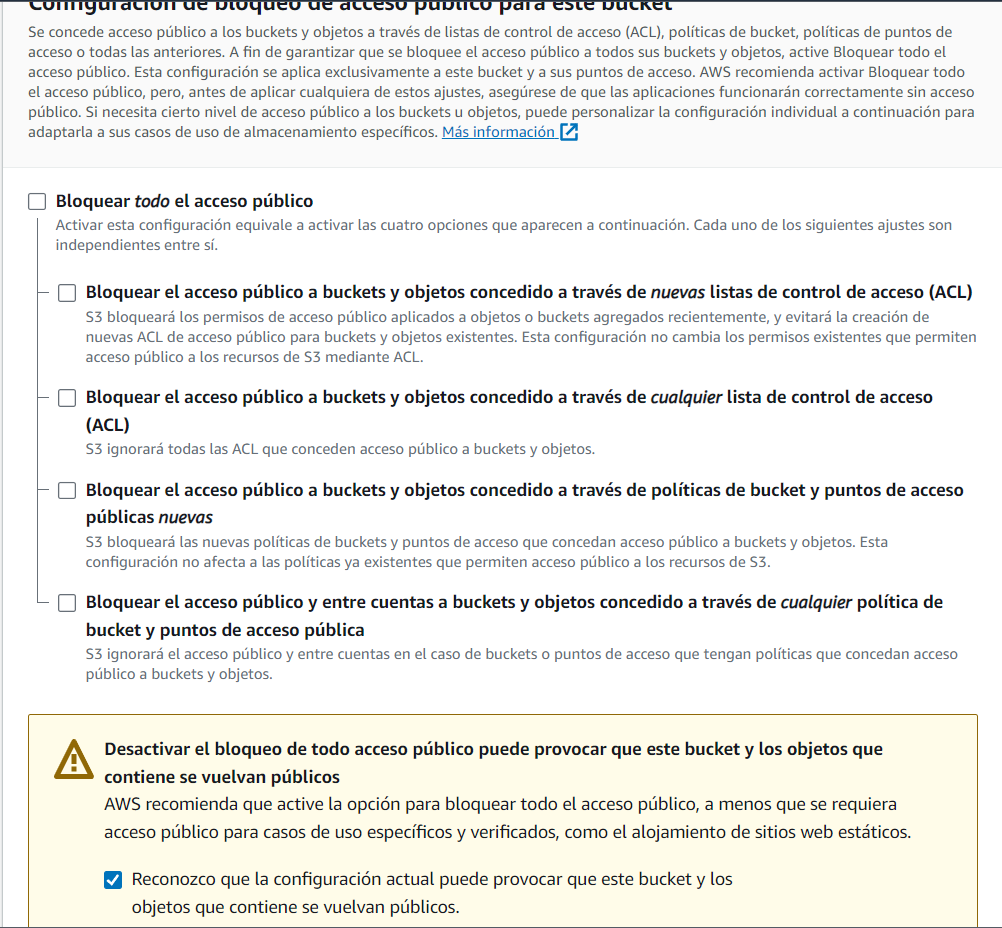 Configuración de bloqueo de acceso público para este bucket
Se concede acceso público a los buckets y objetos a través de listas de control de acceso (ACL), políticas de bucket, políticas de puntos de
acceso o todas las anteriores. A fin de garantizar que se bloquee el acceso público a todos sus buckets y objetos, active Bloquear todo el
acceso público. Esta configuración se aplica exclusivamente a este bucket y a sus puntos de acceso. AWS recomienda activar Bloquear todo
el acceso público, pero, antes de aplicar cualquiera de estos ajustes, asegúrese de que las aplicaciones funcionarán correctamente sin acceso
público. Si necesita cierto nivel de acceso público a los buckets u objetos, puede personalizar la configuración individual a continuación para
adaptarla a sus casos de uso de almacenamiento específicos. Más información
Bloquear todo el acceso público
Activar esta configuración equivale a activar las cuatro opciones que aparecen a continuación. Cada uno de los siguientes ajustes son
independientes entre sí.
Bloquear el acceso público a buckets y objetos concedido a través de nuevas listas de control de acceso (ACL)
S3 bloqueará los permisos de acceso público aplicados a objetos o buckets agregados recientemente, y evitará la creación de
nuevas ACL de acceso público para buckets y objetos existentes. Esta configuración no cambia los permisos existentes que permiten
acceso público a los recursos de S3 mediante ACL.
Bloquear el acceso público a buckets y objetos concedido a través de cualquier lista de control de acceso
(ACL)
S3 ignorará todas las ACL que conceden acceso público a buckets y objetos.
Bloquear el acceso público a buckets y objetos concedido a través de políticas de bucket y puntos de acceso
públicas nuevas
S3 bloqueará las nuevas políticas de buckets y puntos de acceso que concedan acceso público a buckets y objetos. Esta
configuración no afecta a las políticas ya existentes que permiten acceso público a los recursos de S3.
Bloquear el acceso público y entre cuentas a buckets y objetos concedido a través de cualquier política de
bucket y puntos de acceso pública
S3 ignorará el acceso público y entre cuentas en el caso de buckets o puntos de acceso que tengan políticas que concedan acceso
público a buckets y objetos.
Desactivar el bloqueo de todo acceso público puede provocar que este bucket y los objetos que
contiene se vuelvan públicos
AWS recomienda que active la opción para bloquear todo el acceso público, a menos que se requiera
acceso público para casos de uso específicos y verificados, como el alojamiento de sitios web estáticos.
Reconozco que la configuración actual puede provocar que este bucket y los
objetos que contiene se vuelvan públicos.